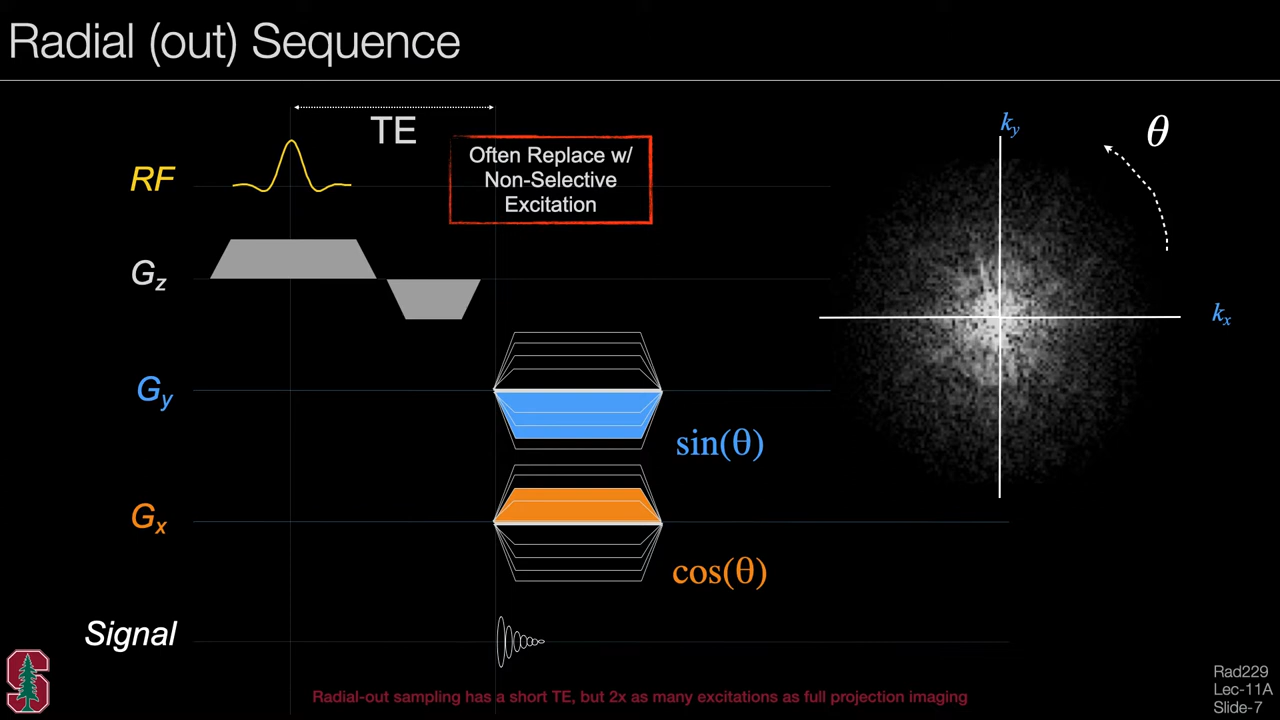 Radial (out) Sequence
TE
Often Replace w/
Non-Selective
Excitation
RF
Gz
Gy
sin(θ)
Gx
cos(θ)
Signal
ky
θ
kx
Radial-out sampling has a short TE, but 2x as many excitations as full projection imaging
Rad229
Lec-11A
Slide-7